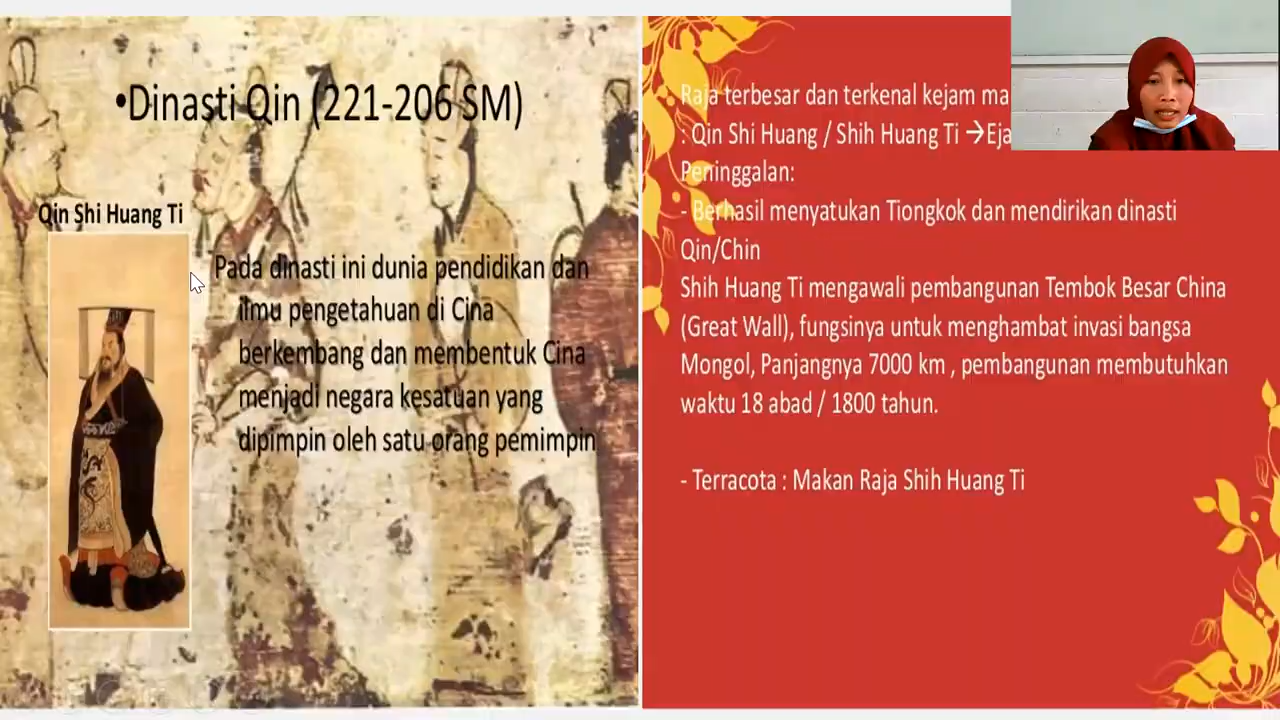 •Dinasti Qin (221-206 SM)
Qin Shi Huang Ti
Pada dinasti ini dunia pendidikan dan
ilmu pengetahuan di Cina
berkembang dan membentuk Cina
menjadi negara kesatuan yang
dipimpin oleh satu orang pemimpin
Raja terbesar dan terkenal kejam
: Qin Shi Huang / Shih Huang Ti →
Peninggalan:
- Berhasil menyatukan Tiongkok dan mendirikan dinasti
Qin/Chin
Shih Huang Ti mengawali pembangunan Tembok Besar China
(Great Wall), fungsinya untuk menghambat invasi bangsa
Mongol, Panjangnya 7000 km , pembangunan membutuhkan
waktu 18 abad / 1800 tahun.
- Terracota : Makan Raja Shih Huang Ti